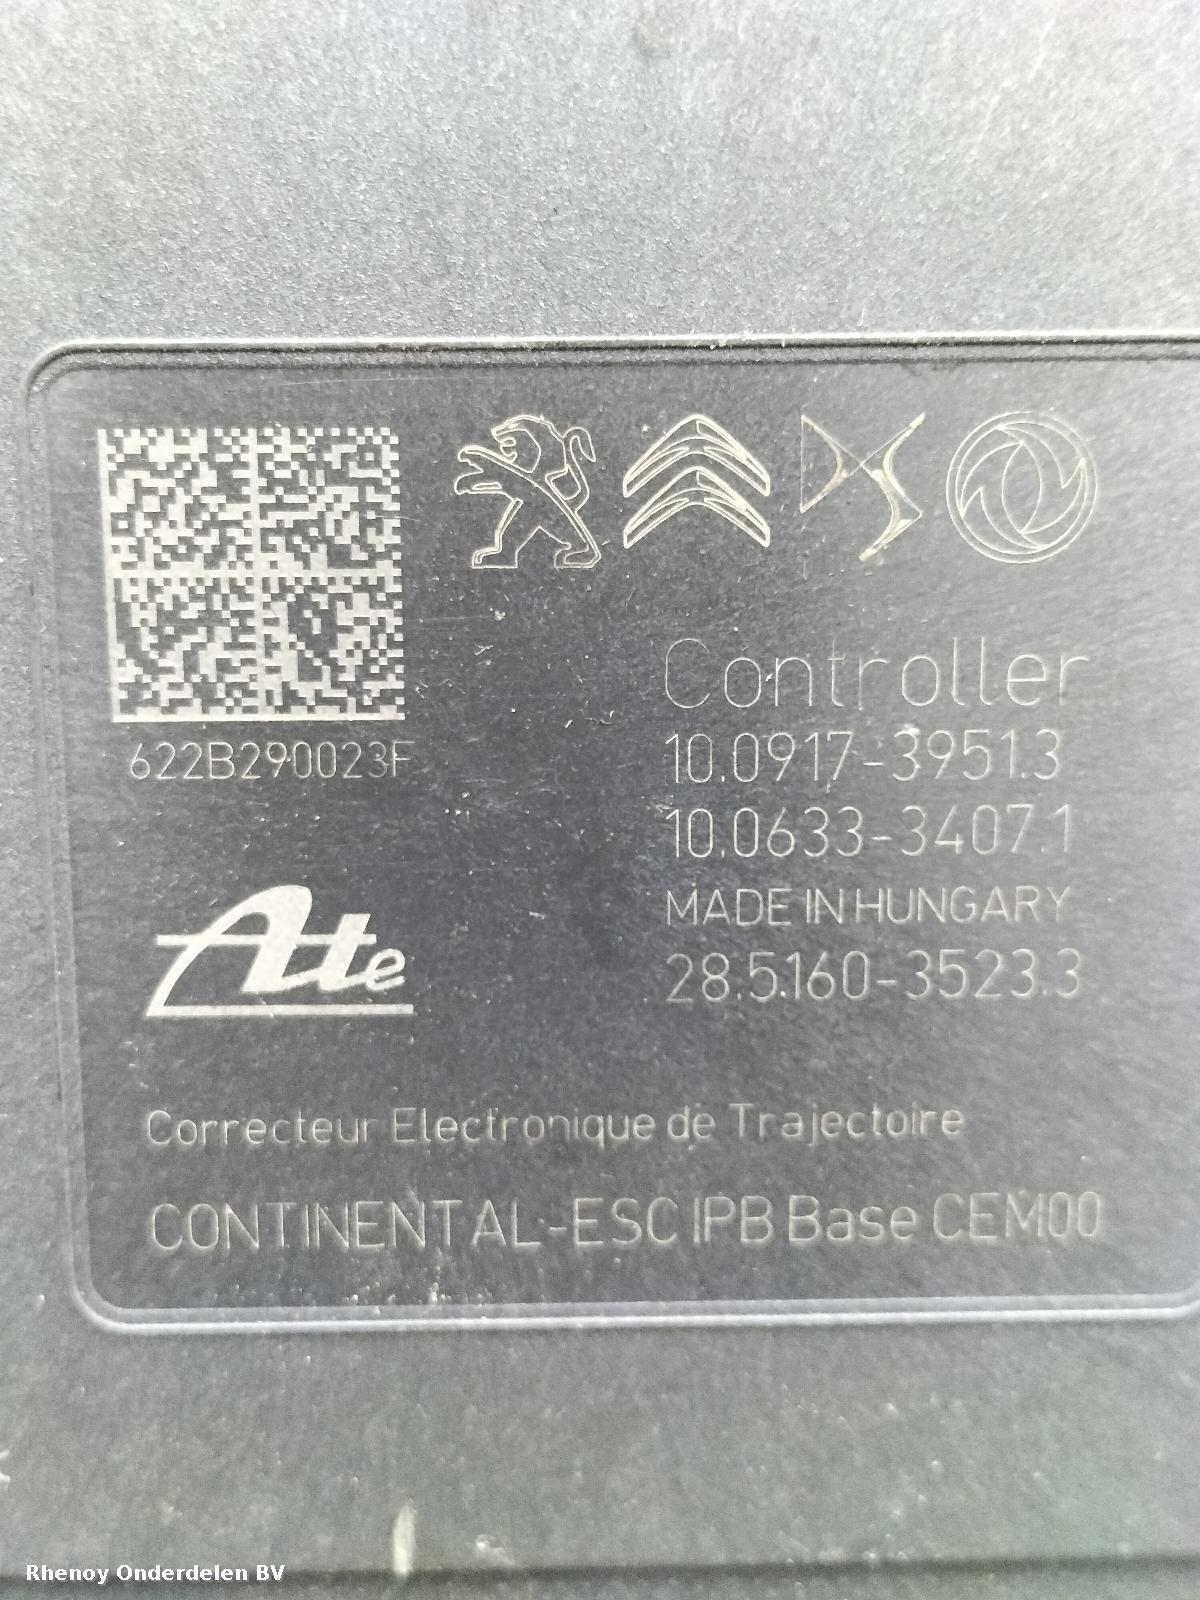 622B290023F
Controller
10.0917-3951.3
10.0633-3407.1
MADE IN HUNGARY
28.5160-3523.3
Ate
Correcteur Electronique de Trajectoire
CONTINENTAL-ESC IPB Base CEM00
Rhenoy Onderdelen BV